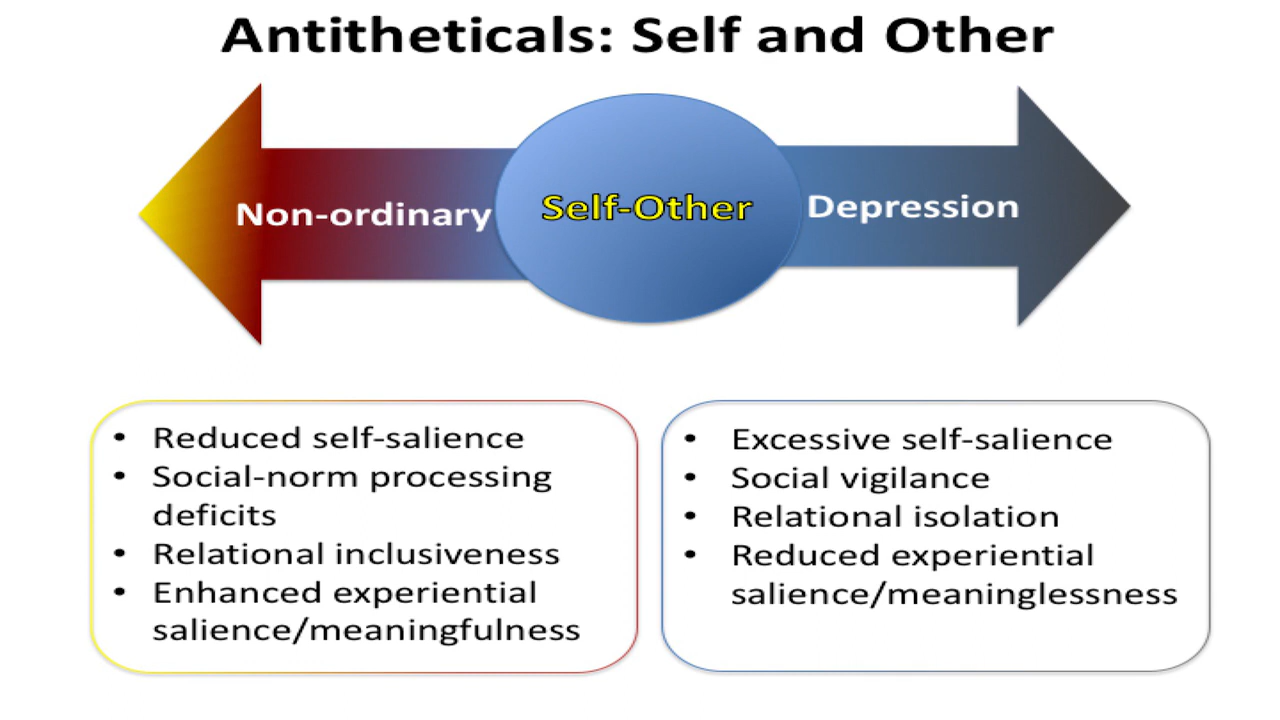 Antitheticals: Self and Other
Non-ordinary
Self-Other
Depression
• Reduced self-salience
• Social-norm processing
deficits
• Relational inclusiveness
• Enhanced experiential
salience/meaningfulness
• Excessive self-salience
• Social vigilance
• Relational isolation
• Reduced experiential
salience/meaninglessness